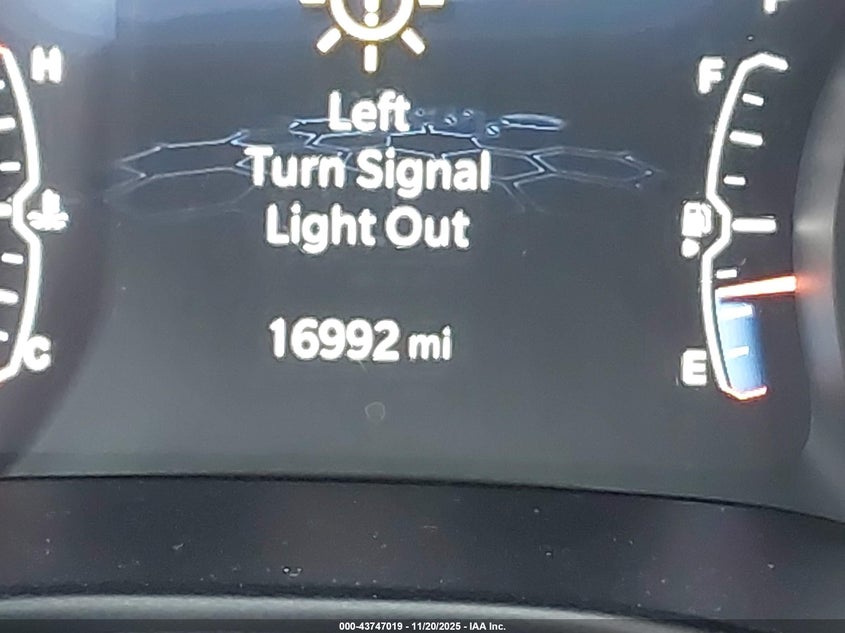 H
F
Left
Turn Signal
Light Out
16992 mi
C
E
000-43747019 - 11/20/2025 - IAA Inc.